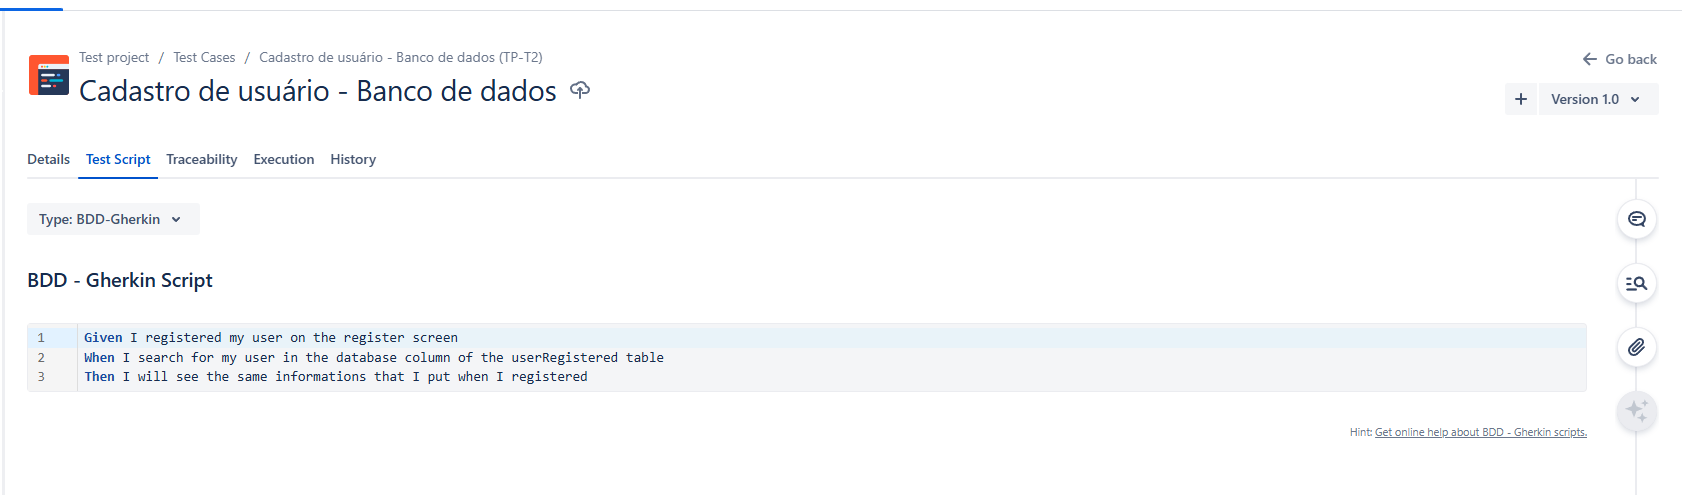 Test project / Test Cases / Cadastro de usuário - Banco de dados (TP-T2)
Go back
Cadastro de usuário - Banco de dados
+ Version 1.0
Details Test Script Traceability Execution History
Type: BDD-Gherkin
BDD - Gherkin Script
1 Given I registered my user on the register screen
2 When I search for my user in the database column of the userRegistered table
3 Then I will see the same informations that I put when I registered
Hint: Get online help about BDD - Gherkin scripts.